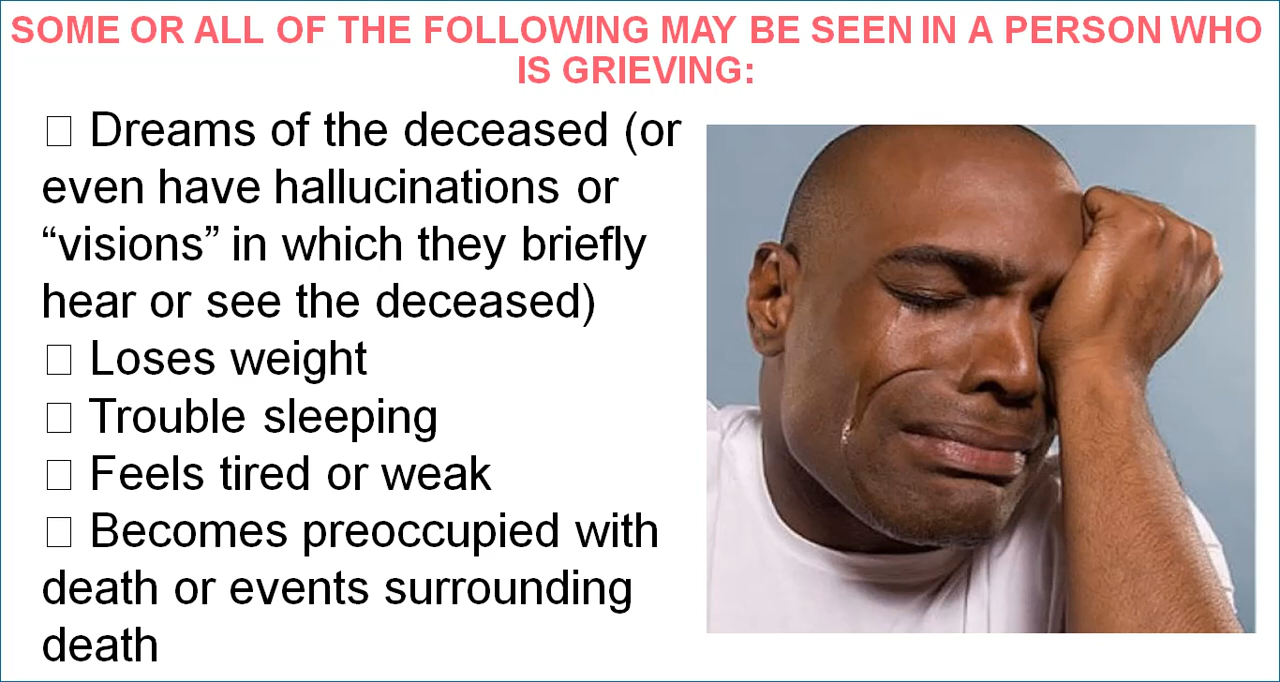 SOME OR ALL OF THE FOLLOWING MAY BE SEEN IN A PERSON WHO
IS GRIEVING:
□ Dreams of the deceased (or
even have hallucinations or
“visions” in which they briefly
hear or see the deceased)
□ Loses weight
□ Trouble sleeping
□ Feels tired or weak
□ Becomes preoccupied with
death or events surrounding
death